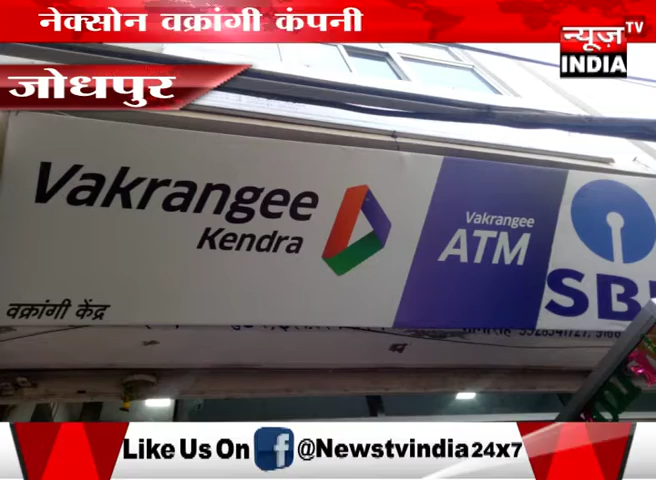 नेक्सोन वक्रांगी कंपनी
न्यूज़ TV
INDIA
जोधपुर
Vakrangee
Kendra
Vakrangee
ATM
SBI
वक्रांगी केंद्र
Like Us On f @Newstvindia24x7